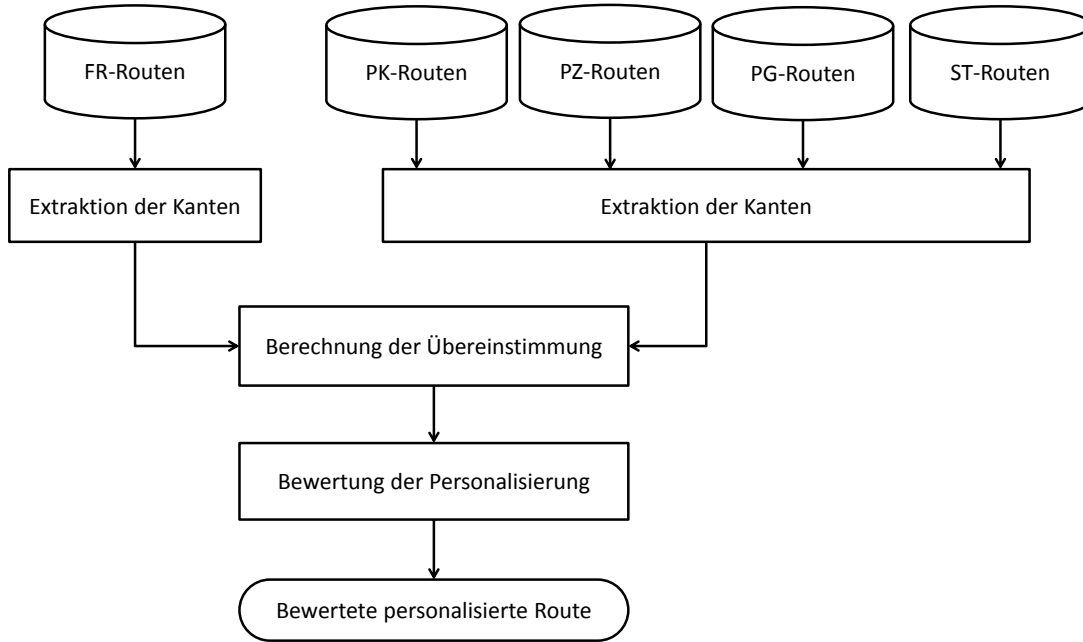 FR-Routen
PK-Routen
PZ-Routen
PG-Routen
ST-Routen
Extraktion der Kanten
Extraktion der Kanten
Berechnung der Übereinstimmung
Bewertung der Personalisierung
Bewertete personalisierte Route